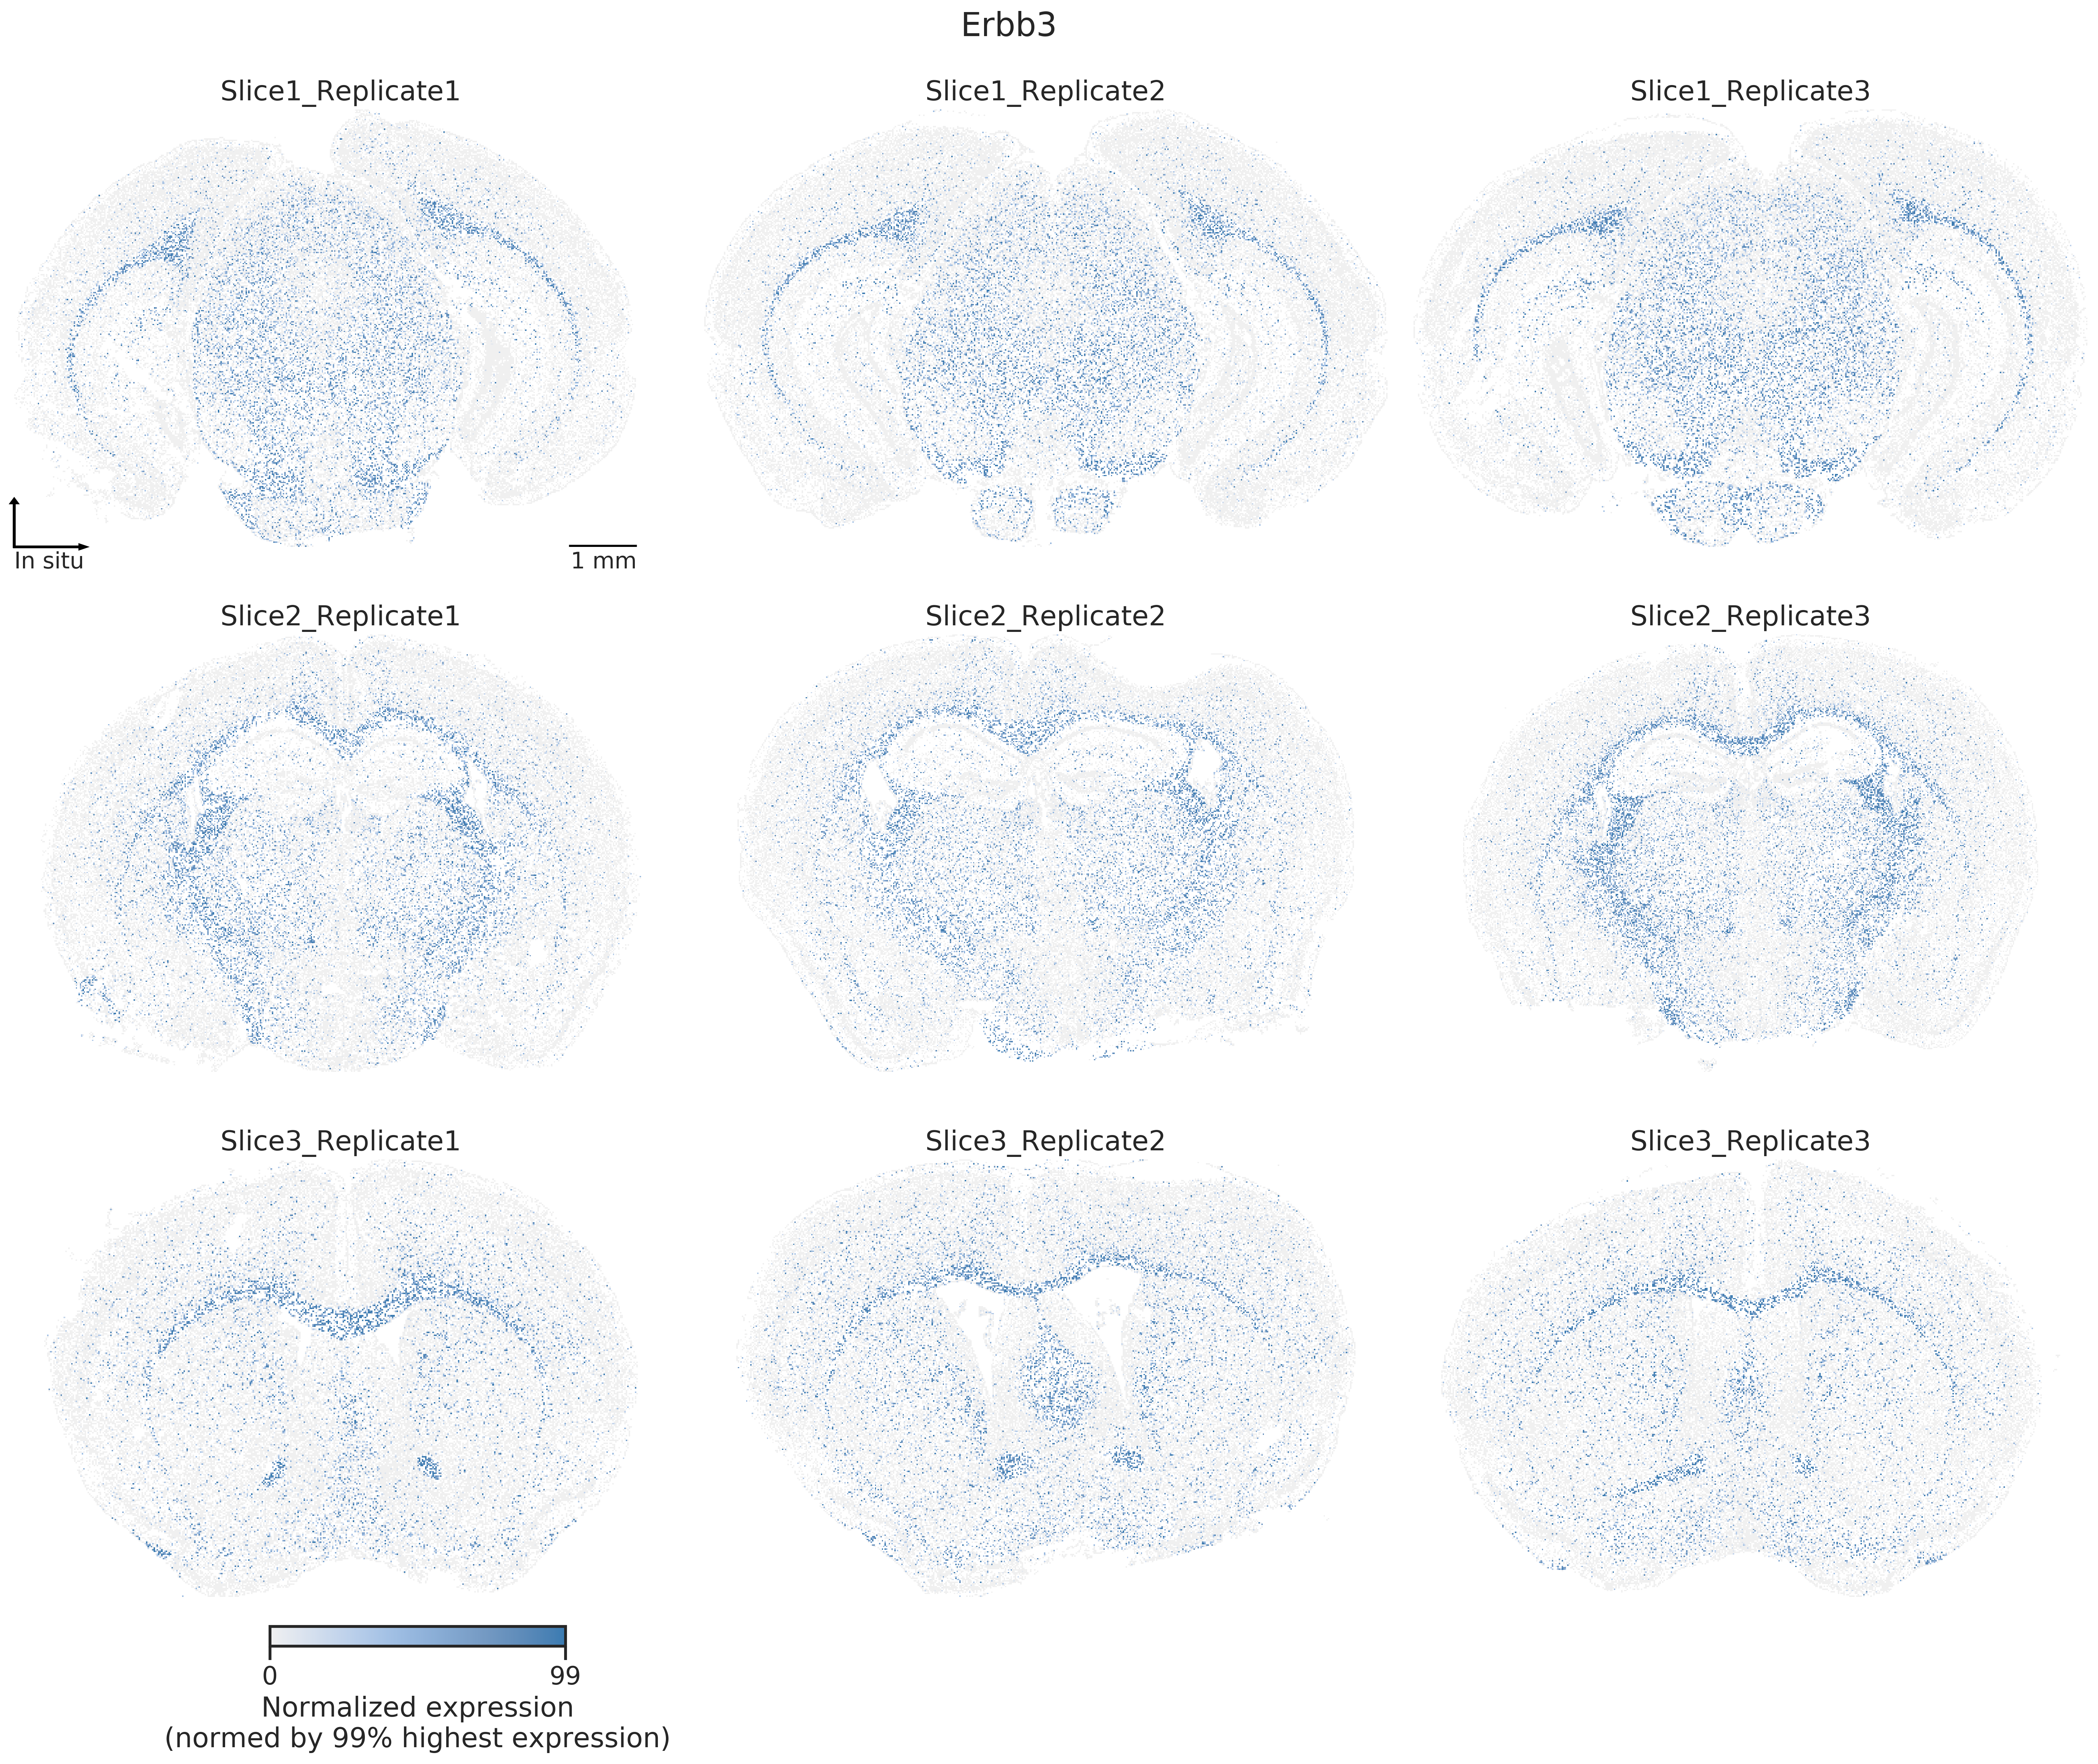 Erbb3
Slice1_Replicate1
Slice1_Replicate2
Slice1_Replicate3
In situ
1 mm
Slice2_Replicate1
Slice2_Replicate2
Slice2_Replicate3
Slice3_Replicate1
Slice3_Replicate2
Slice3_Replicate3
0
99
Normalized expression
(normed by 99% highest expression)